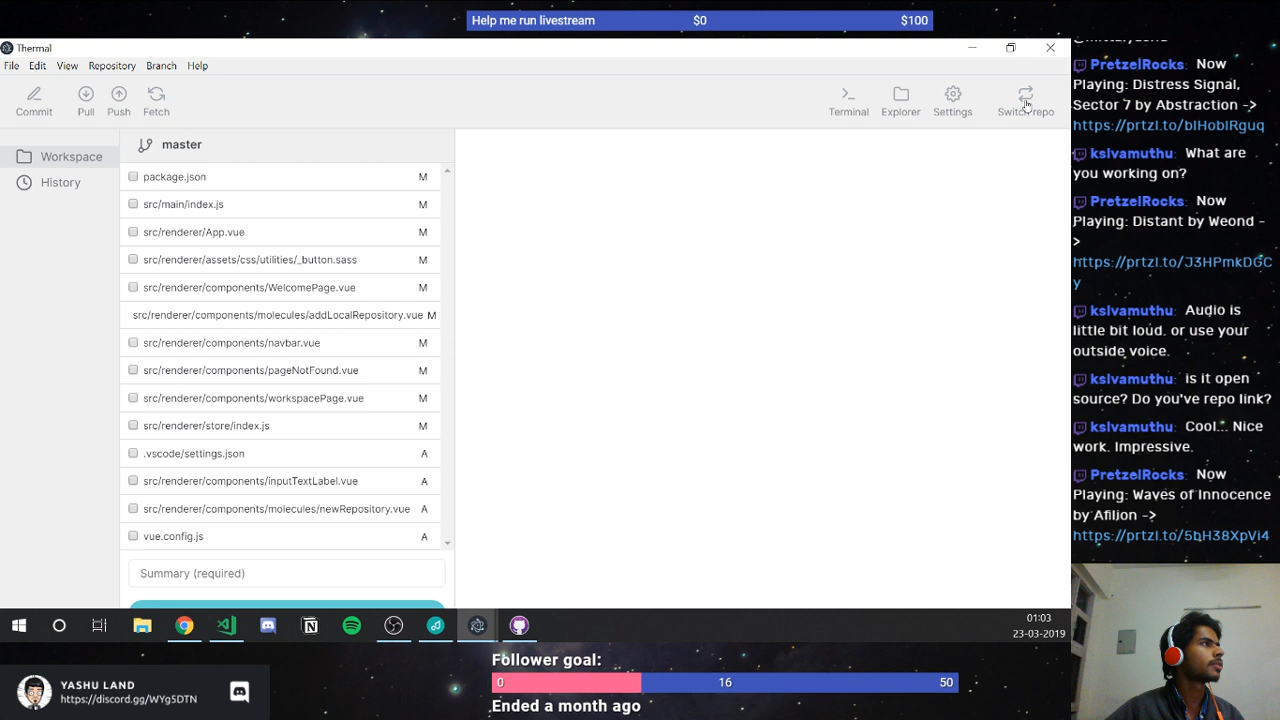 Help me run livestream $0 $100
Thermal
File Edit View Repository Branch Help
Commit Pull Push Fetch Terminal Explorer Settings Switch repo
Workspace
History
master
package.json M
src/main/index.js M
src/renderer/App.vue M
src/renderer/assets/css/utilities/_button.sass M
src/renderer/components/WelcomePage.vue M
src/renderer/components/molecules/addLocalRepository.vue M
src/renderer/components/navbar.vue M
src/renderer/components/pageNotFound.vue M
src/renderer/components/workspacePage.vue M
src/renderer/store/index.js M
.vscode/settings.json A
src/renderer/components/inputTextLabel.vue A
src/renderer/components/molecules/newRepository.vue A
vue.config.js A
Summary (required)
PretzelRocks: Now
Playing: Distress Signal,
Sector 7 by Abstraction ->
https://prtzl.to/blHoblRguq
kslvamuthu: What are
you working on?
PretzelRocks: Now
Playing: Distant by Weond -
>
https://prtzl.to/J3HPmkDGC
y
kslvamuthu: Audio is
little bit loud. or use your
outside voice.
kslvamuthu: is it open
source? Do you've repo link?
kslvamuthu: Cool... Nice
work. Impressive.
PretzelRocks: Now
Playing: Waves of Innocence
by Afilion ->
https://prtzl.to/5bH38XpVi4
01:03
23-03-2019
YASHU LAND
https://discord.gg/WYg5DTN
Follower goal:
0 16 50
Ended a month ago